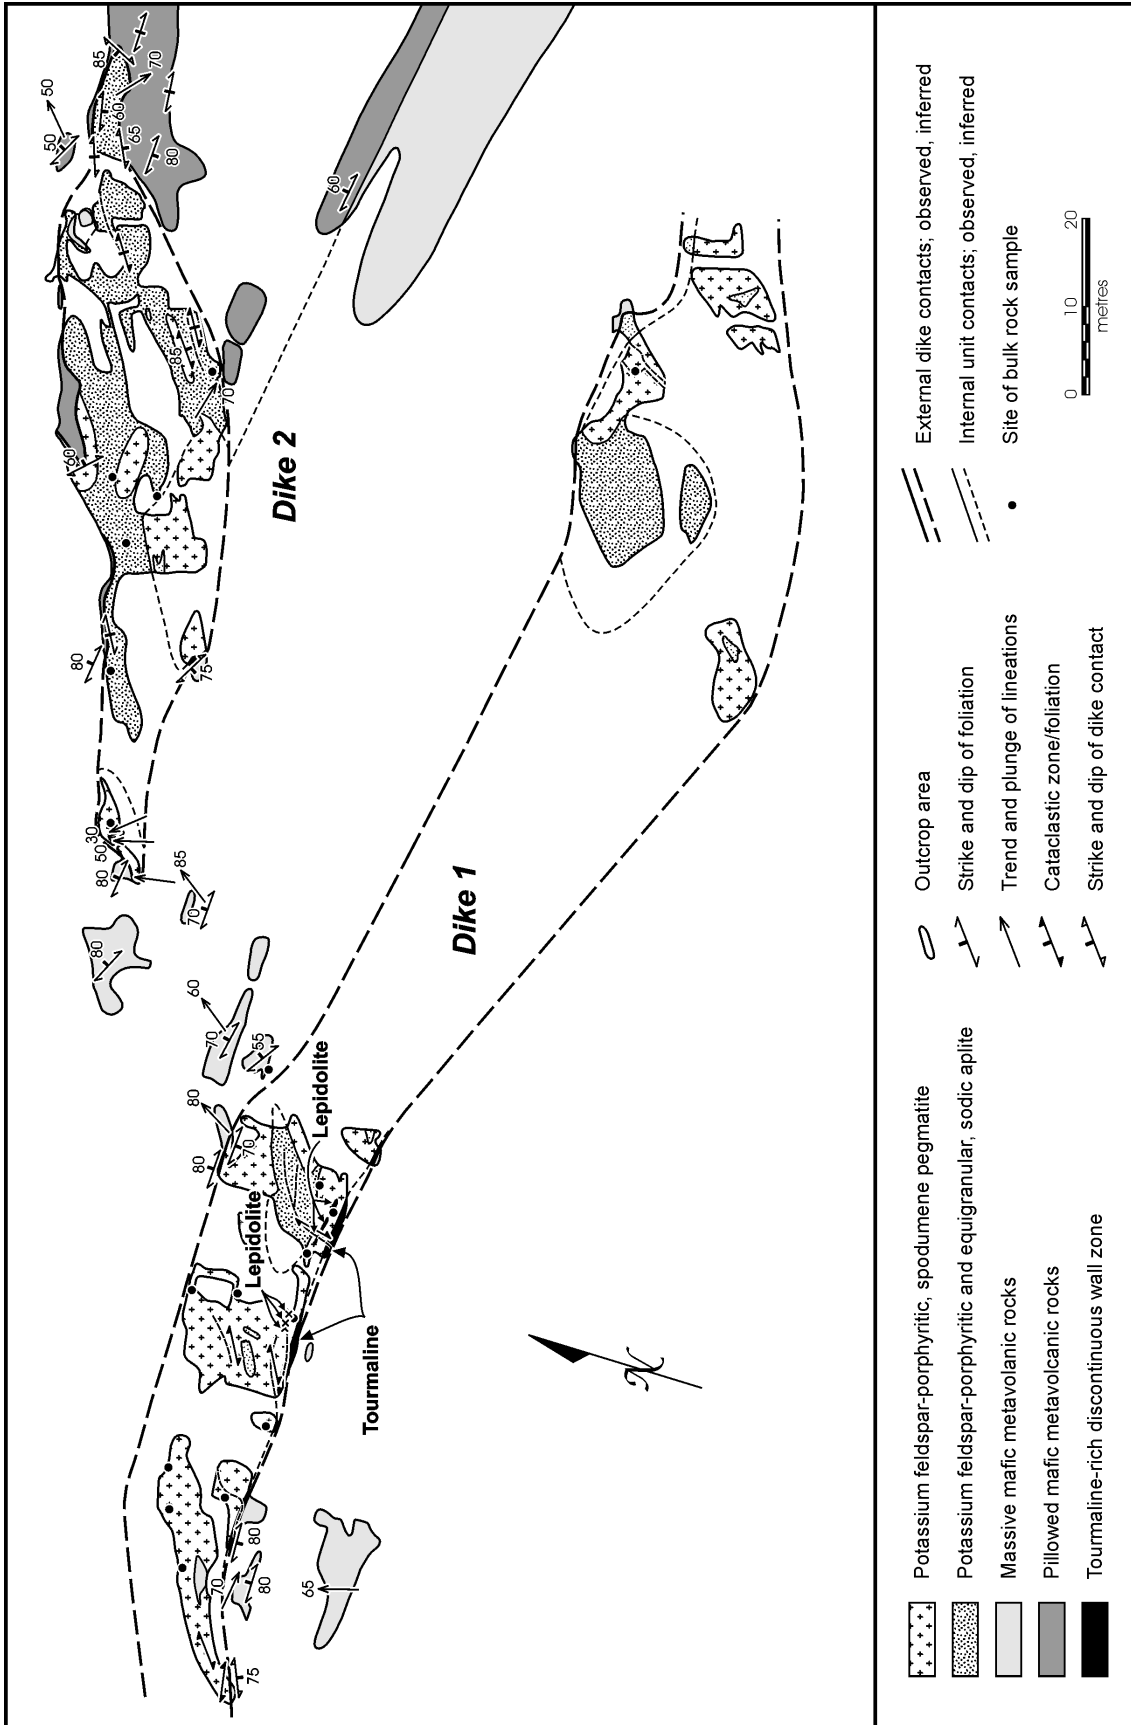 50
50
60
80
30
50
85
80
80
60
65
70
80
85
85
80
60
70
80
75
70
70
70
70
75
80
Lepidolite
55
80
Dike 2
65
Lepidolite
60
Tourmaline
Dike 1
N
Potassium feldspar-porphyritic, spodumene pegmatite
Potassium feldspar-porphyritic and equigranular, sodic aplite
Massive mafic metavolanic rocks
Pillowed mafic metavolcanic rocks
Tourmaline-rich discontinuous wall zone
Outcrop area
Strike and dip of foliation
Trend and plunge of lineations
Cataclastic zone/foliation
Strike and dip of dike contact
External dike contacts; observed, inferred
Internal unit contacts; observed, inferred
Site of bulk rock sample
0 10 20
metres